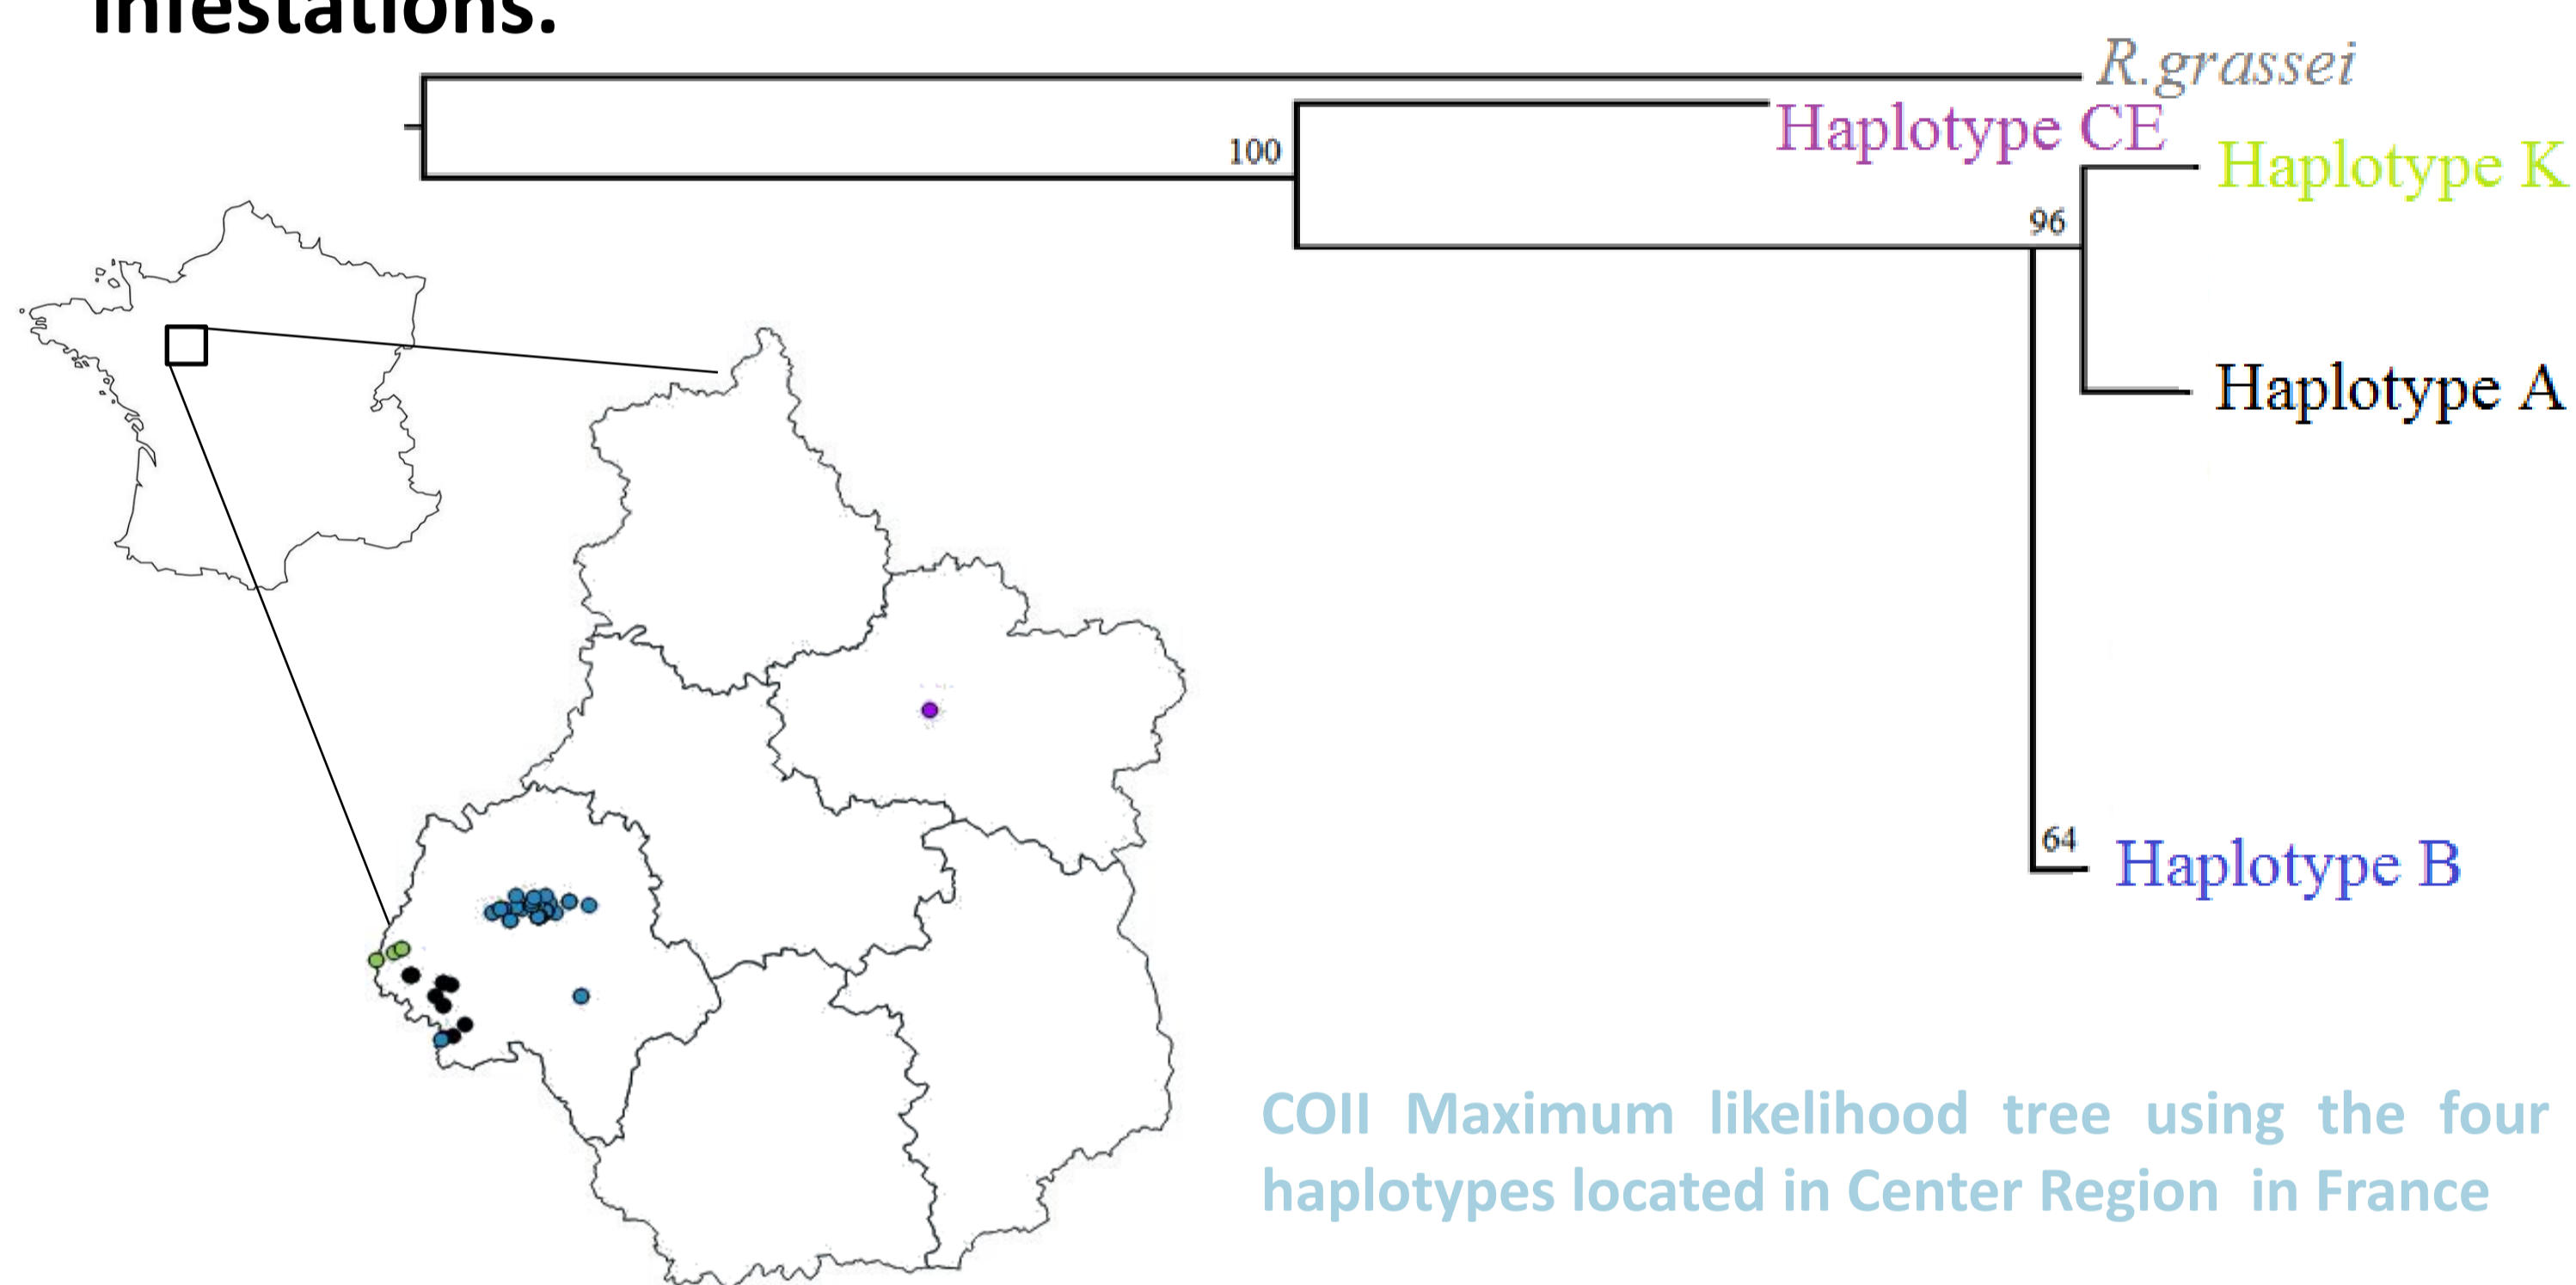 infestations.
R.grassei
Haplotype CE
100
Haplotype K
96
Haplotype A
64
Haplotype B
COII Maximum likelihood tree using the four
haplotypes located in Center Region in France